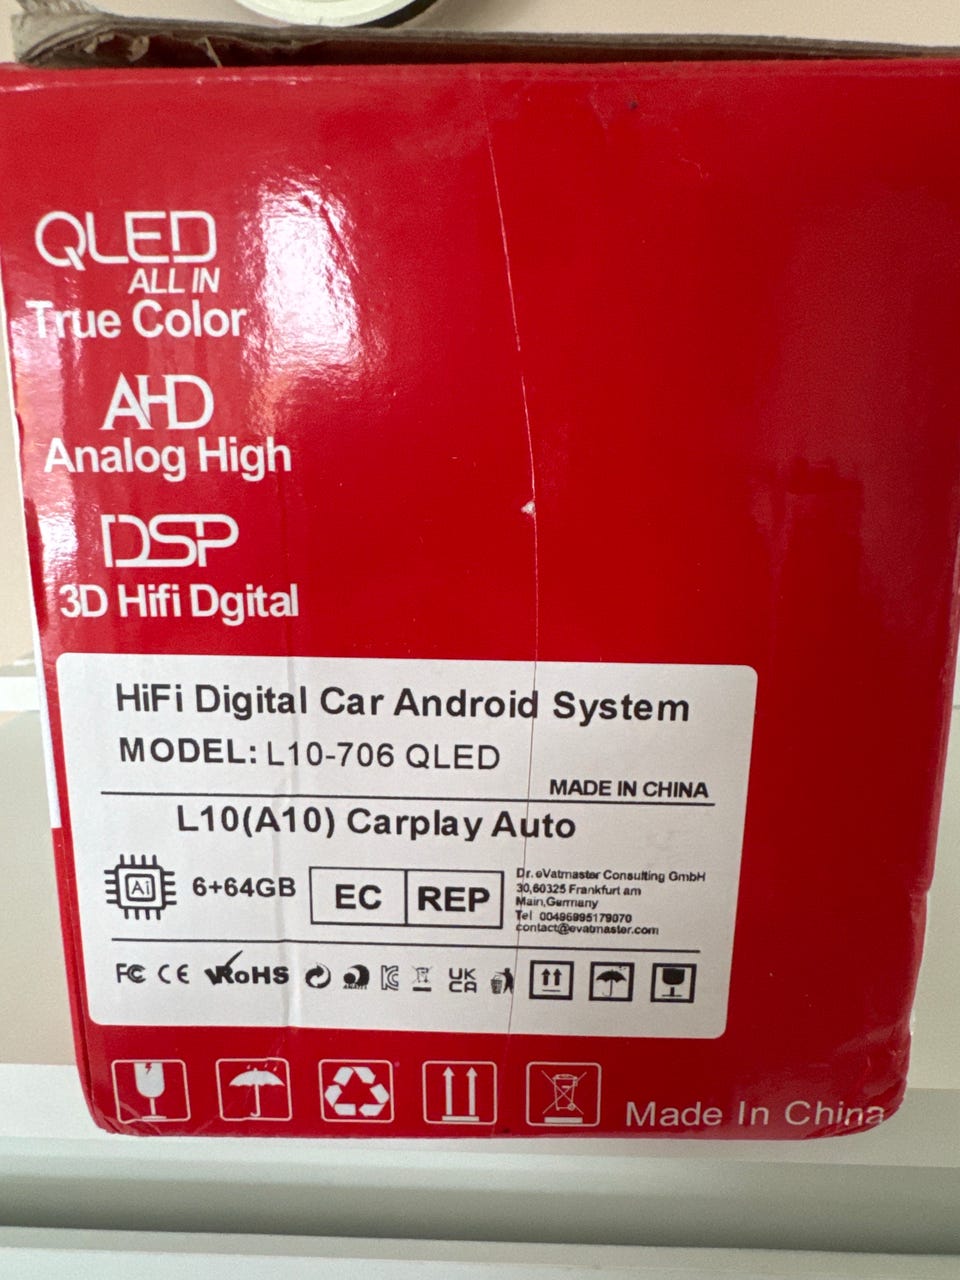 QLED
ALL IN
True Color
AHD
Analog High
DSP
3D Hifi Dgital
HiFi Digital Car Android System
MODEL: L10-706 QLED
MADE IN CHINA
L10(A10) Carplay Auto
Ai
6+64GB
EC REP
Dr.eVatmaster Consulting GmbH
30,60325 Frankfurt am
Main,Germany
Tel 00496995179070
contact@evatmaster.com
FC CE RoHS UK CA
Made In China